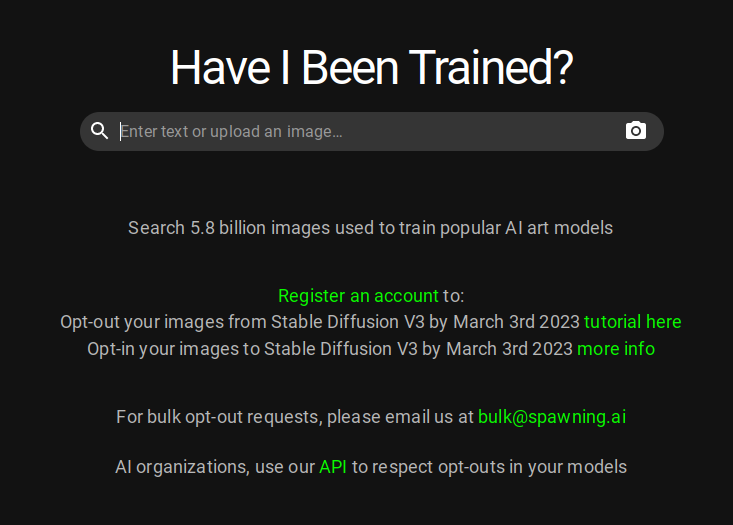 Have I Been Trained?
Enter text or upload an image...
Search 5.8 billion images used to train popular AI art models
Register an account to:
Opt-out your images from Stable Diffusion V3 by March 3rd 2023 tutorial here
Opt-in your images to Stable Diffusion V3 by March 3rd 2023 more info
For bulk opt-out requests, please email us at bulk@spawning.ai
AI organizations, use our API to respect opt-outs in your models